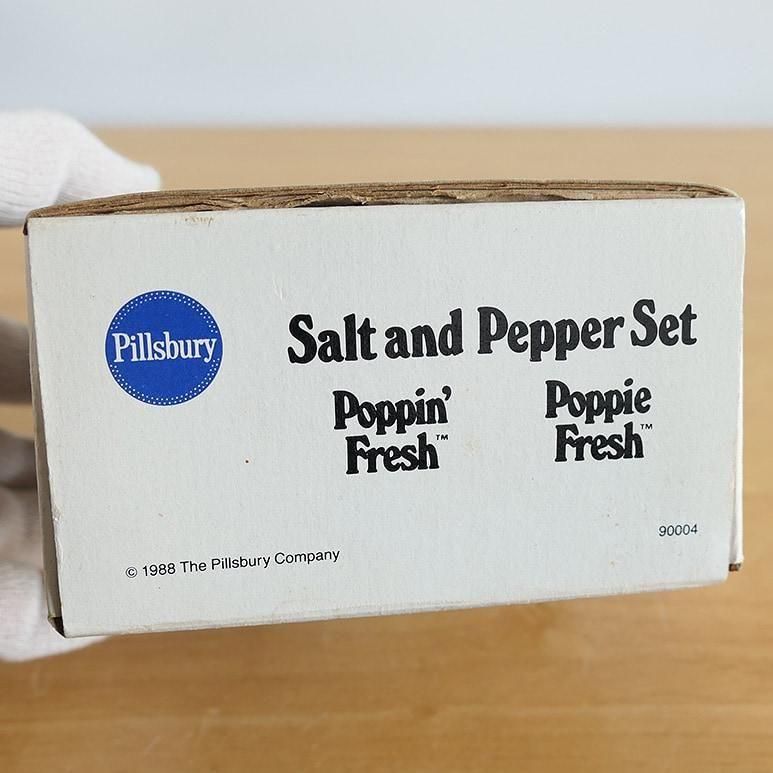 Pillsbury
Salt and Pepper Set
Poppin' Fresh™
Poppie Fresh™
90004
© 1988 The Pillsbury Company